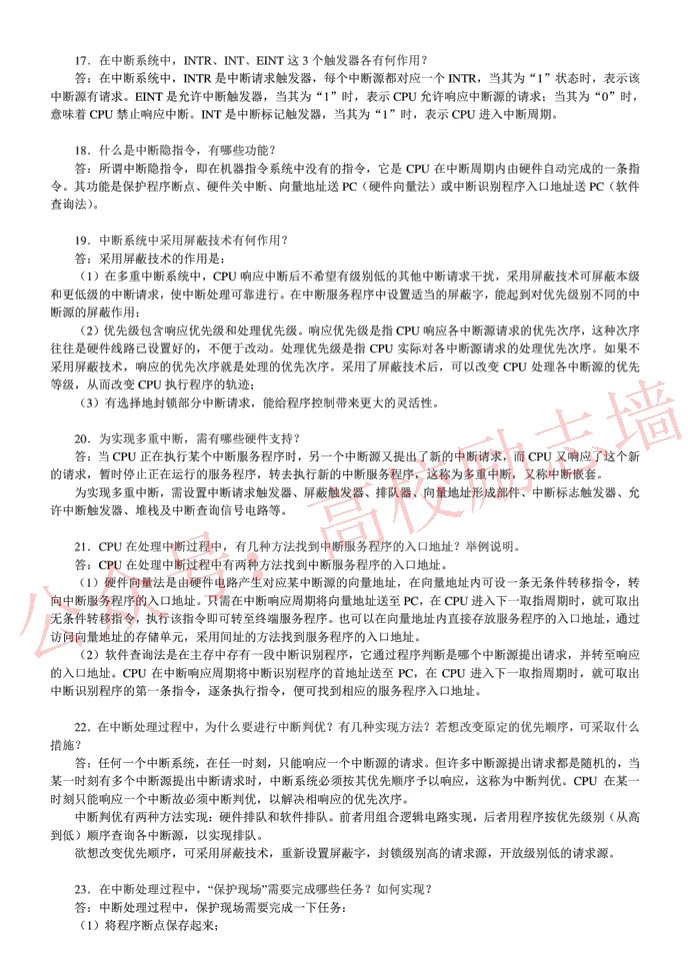 17．在中断系统中，INTR、INT、EINT 这 3 个触发器各有何作用？
答：在中断系统中，INTR 是中断请求触发器，每个中断源都对应一个 INTR，当其为“1”状态时，表示该
中断源有请求。EINT 是允许中断触发器，当其为“1”时，表示 CPU 允许响应中断源的请求；当其为“0”时，
意味着 CPU 禁止响应中断。INT 是中断标记触发器，当其为“1”时，表示 CPU 进入中断周期。
18．什么是中断隐指令，有哪些功能？
答：所谓中断隐指令，即在机器指令系统中没有的指令，它是 CPU 在中断周期内由硬件自动完成的一条指
令。其功能是保护程序断点、硬件关中断、向量地址送 PC（硬件向量法）或中断识别程序入口地址送 PC（软件
查询法）。
19．中断系统中采用屏蔽技术有何作用？
答：采用屏蔽技术的作用是：
（1）在多重中断系统中，CPU 响应中断后不希望有级别低的其他中断请求干扰，采用屏蔽技术可屏蔽本级
和更低级的中断请求，使中断处理可靠进行。在中断服务程序中设置适当的屏蔽字，能起到对优先级别不同的中
断源的屏蔽作用；
（2）优先级包含响应优先级和处理优先级。响应优先级是指 CPU 响应各中断源请求的优先次序，这种次序
往往是硬件线路已设置好的，不便于改动。处理优先级是指 CPU 实际对各中断源请求的处理优先次序。如果不
采用屏蔽技术，响应的优先次序就是处理的优先次序。采用了屏蔽技术后，可以改变 CPU 处理各中断源的优先
等级，从而改变 CPU 执行程序的轨迹；
（3）有选择地封锁部分中断请求，能给程序控制带来更大的灵活性。
20．为实现多重中断，需有哪些硬件支持？
答：当 CPU 正在执行某个中断服务程序时，另一个中断源又提出了新的中断请求，而 CPU 又响应了这个新
的请求，暂时停止正在运行的服务程序，转去执行新的中断服务程序，这称为多重中断，又称中断嵌套。
为实现多重中断，需设置中断请求触发器、屏蔽触发器、排队器、向量地址形成部件、中断标志触发器、允
许中断触发器、堆栈及中断查询信号电路等。
21．CPU 在处理中断过程中，有几种方法找到中断服务程序的入口地址？举例说明。
答：CPU 在处理中断过程中有两种方法找到中断服务程序的入口地址。
（1）硬件向量法是由硬件电路产生对应某中断源的向量地址，在向量地址内可设一条无条件转移指令，转
向中断服务程序的入口地址。只需在中断响应周期将向量地址送至 PC，在 CPU 进入下一取指周期时，就可取出
无条件转移指令，执行该指令即可转至终端服务程序。也可以在向量地址内直接存放服务程序的入口地址，通过
访问向量地址的存储单元，采用间址的方法找到服务程序的入口地址。
（2）软件查询法是在主存中存有一段中断识别程序，它通过程序判断是哪个中断源提出请求，并转至响应
的入口地址。CPU 在中断响应周期将中断识别程序的首地址送至 PC，在 CPU 进入下一取指周期时，就可取出
中断识别程序的第一条指令，逐条执行指令，便可找到相应的服务程序入口地址。
22．在中断处理过程中，为什么要进行中断判优？有几种实现方法？若想改变原定的优先顺序，可采取什么
措施？
答：任何一个中断系统，在任一时刻，只能响应一个中断源的请求。但许多中断源提出请求都是随机的，当
某一时刻有多个中断源提出中断请求时，中断系统必须按其优先顺序予以响应，这称为中断判优。CPU 在某一
时刻只能响应一个中断故必须中断判优，以解决相响应的优先次序。
中断判优有两种方法实现：硬件排队和软件排队。前者用组合逻辑电路实现，后者用程序按优先级别（从高
到低）顺序查询各中断源，以实现排队。
欲想改变优先顺序，可采用屏蔽技术，重新设置屏蔽字，封锁级别高的请求源，开放级别低的请求源。
23．在中断处理过程中，“保护现场”需要完成哪些任务？如何实现？
答：中断处理过程中，保护现场需要完成一下任务：
（1）将程序断点保存起来；
公众号：高校励志墙